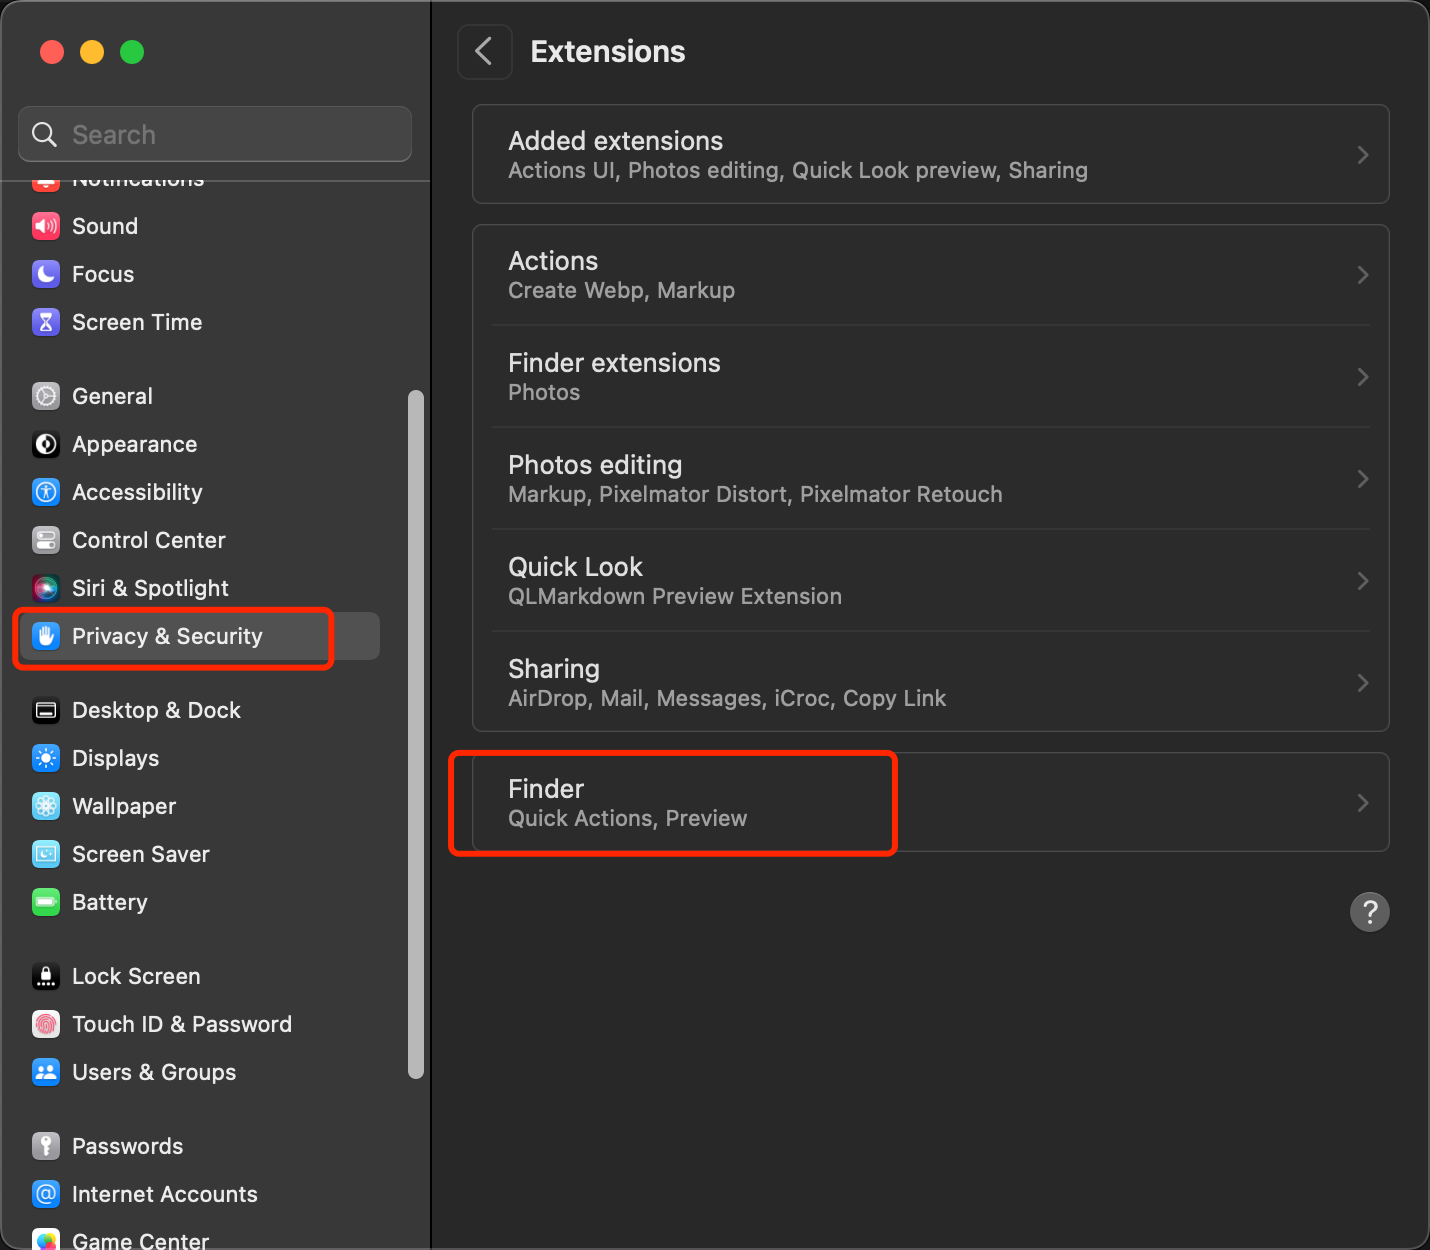 Search
Notifications
Sound
Focus
Screen Time
General
Appearance
Accessibility
Control Center
Siri & Spotlight
Privacy & Security
Desktop & Dock
Displays
Wallpaper
Screen Saver
Battery
Lock Screen
Touch ID & Password
Users & Groups
Passwords
Internet Accounts
Game Center
Extensions
Added extensions
Actions UI, Photos editing, Quick Look preview, Sharing
Actions
Create Webp, Markup
Finder extensions
Photos
Photos editing
Markup, Pixelmator Distort, Pixelmator Retouch
Quick Look
QLMarkdown Preview Extension
Sharing
AirDrop, Mail, Messages, iCroc, Copy Link
Finder
Quick Actions, Preview
?